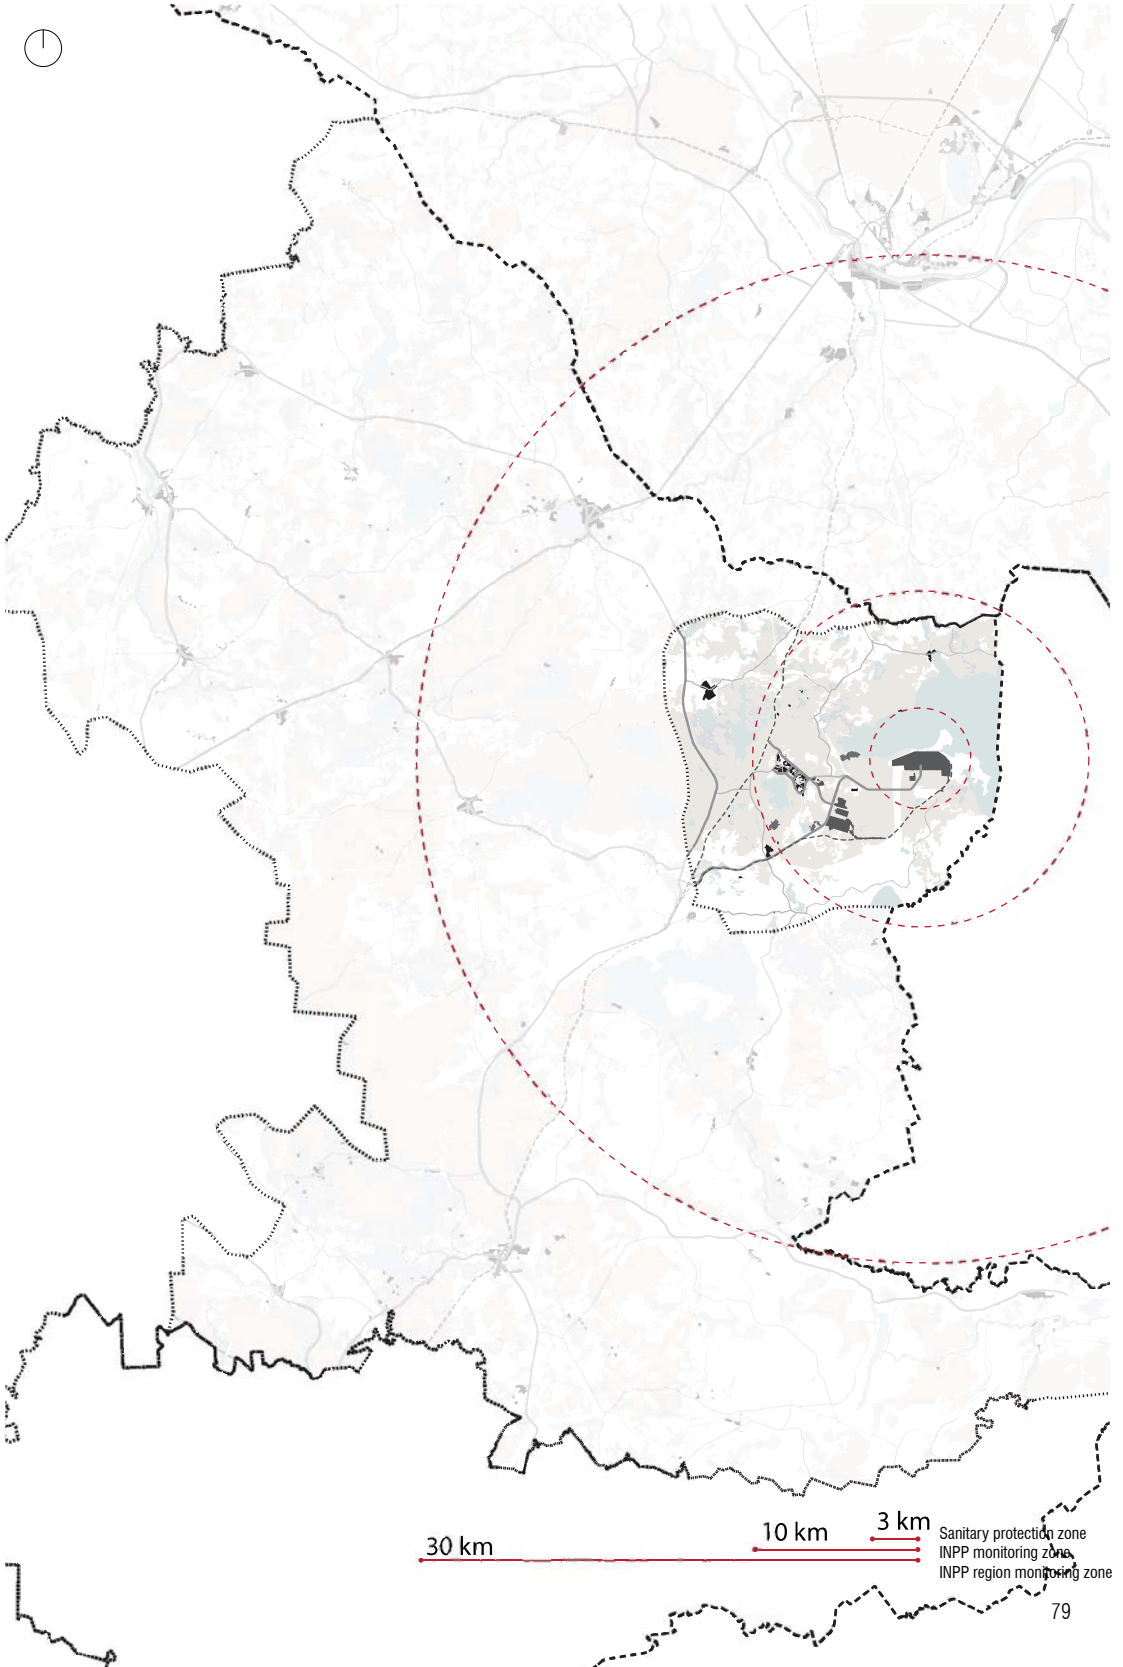 3 km
Sanitary protection zone
10 km
INPP monitoring zone
30 km
INPP region monitoring zone
79